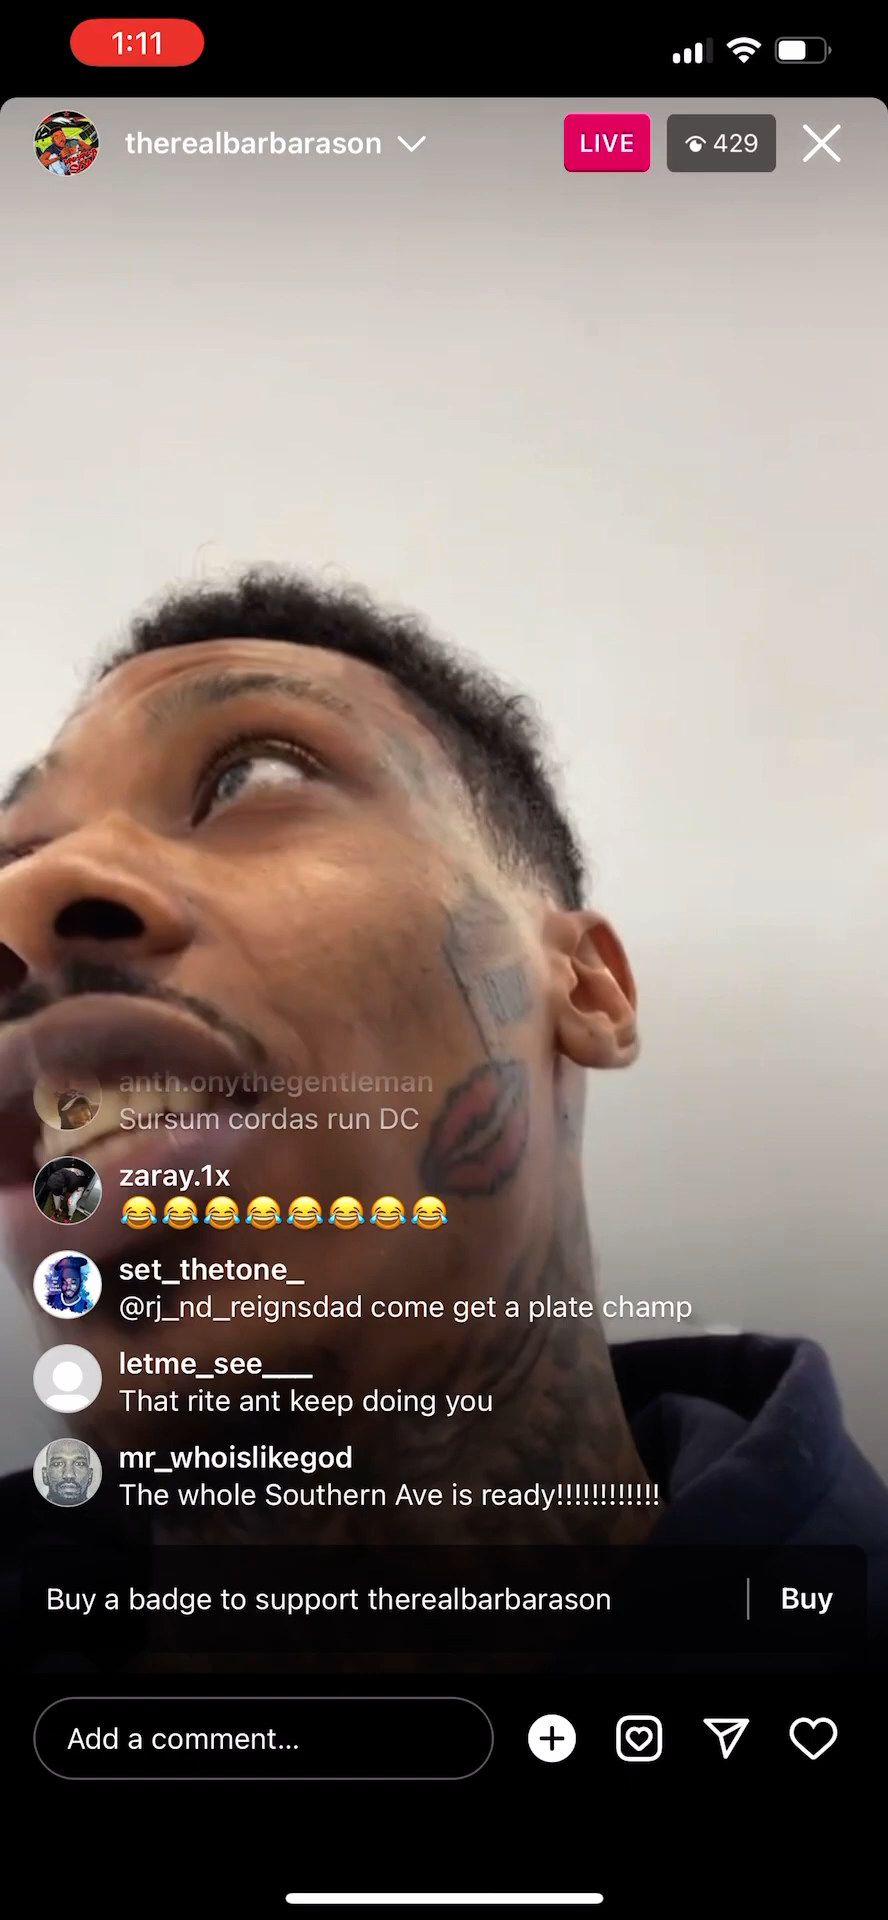 1:11
therealbarbarason
LIVE
429
anth.onythegentleman
Sursum cordas run DC
zaray.1x
😂😂😂😂😂😂😂😂
set_thetone_
@rj_nd_reignsdad come get a plate champ
letme_see___
That rite ant keep doing you
mr_whoislikegod
The whole Southern Ave is ready!!!!!!!!!!!!!
Buy a badge to support therealbarbarason | Buy
Add a comment...